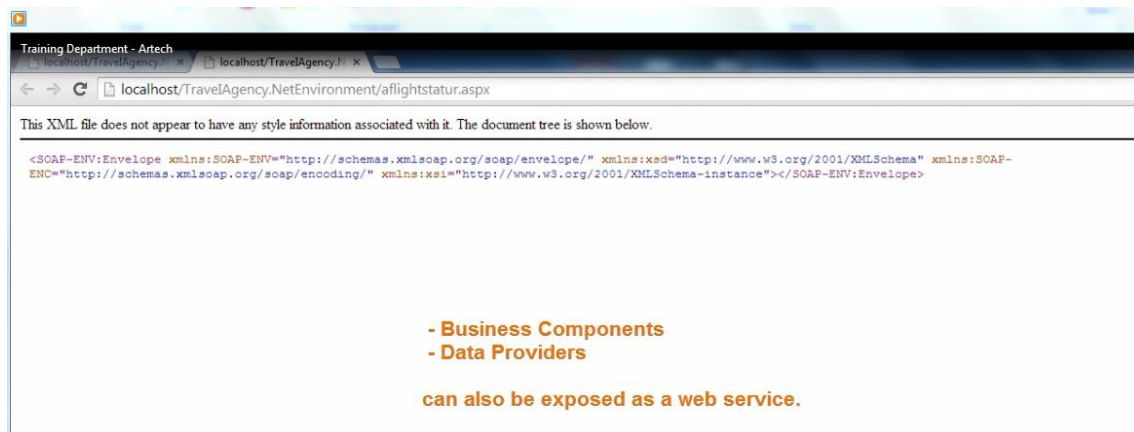 Training Department - Artech
localhost/TravelAgency.N × localhost/TravelAgency.N ×
localhost/TravelAgency.NetEnvironment/aflightstatur.aspx
This XML file does not appear to have any style information associated with it. The document tree is shown below.
<SOAP-ENV:Envelope xmlns:SOAP-ENV="http://schemas.xmlsoap.org/soap/envelope/" xmlns:xsd="http://www.w3.org/2001/XMLSchema" xmlns:SOAP-
ENC="http://schemas.xmlsoap.org/soap/encoding/" xmlns:xsi="http://www.w3.org/2001/XMLSchema-instance"></SOAP-ENV:Envelope>
- Business Components
- Data Providers
can also be exposed as a web service.